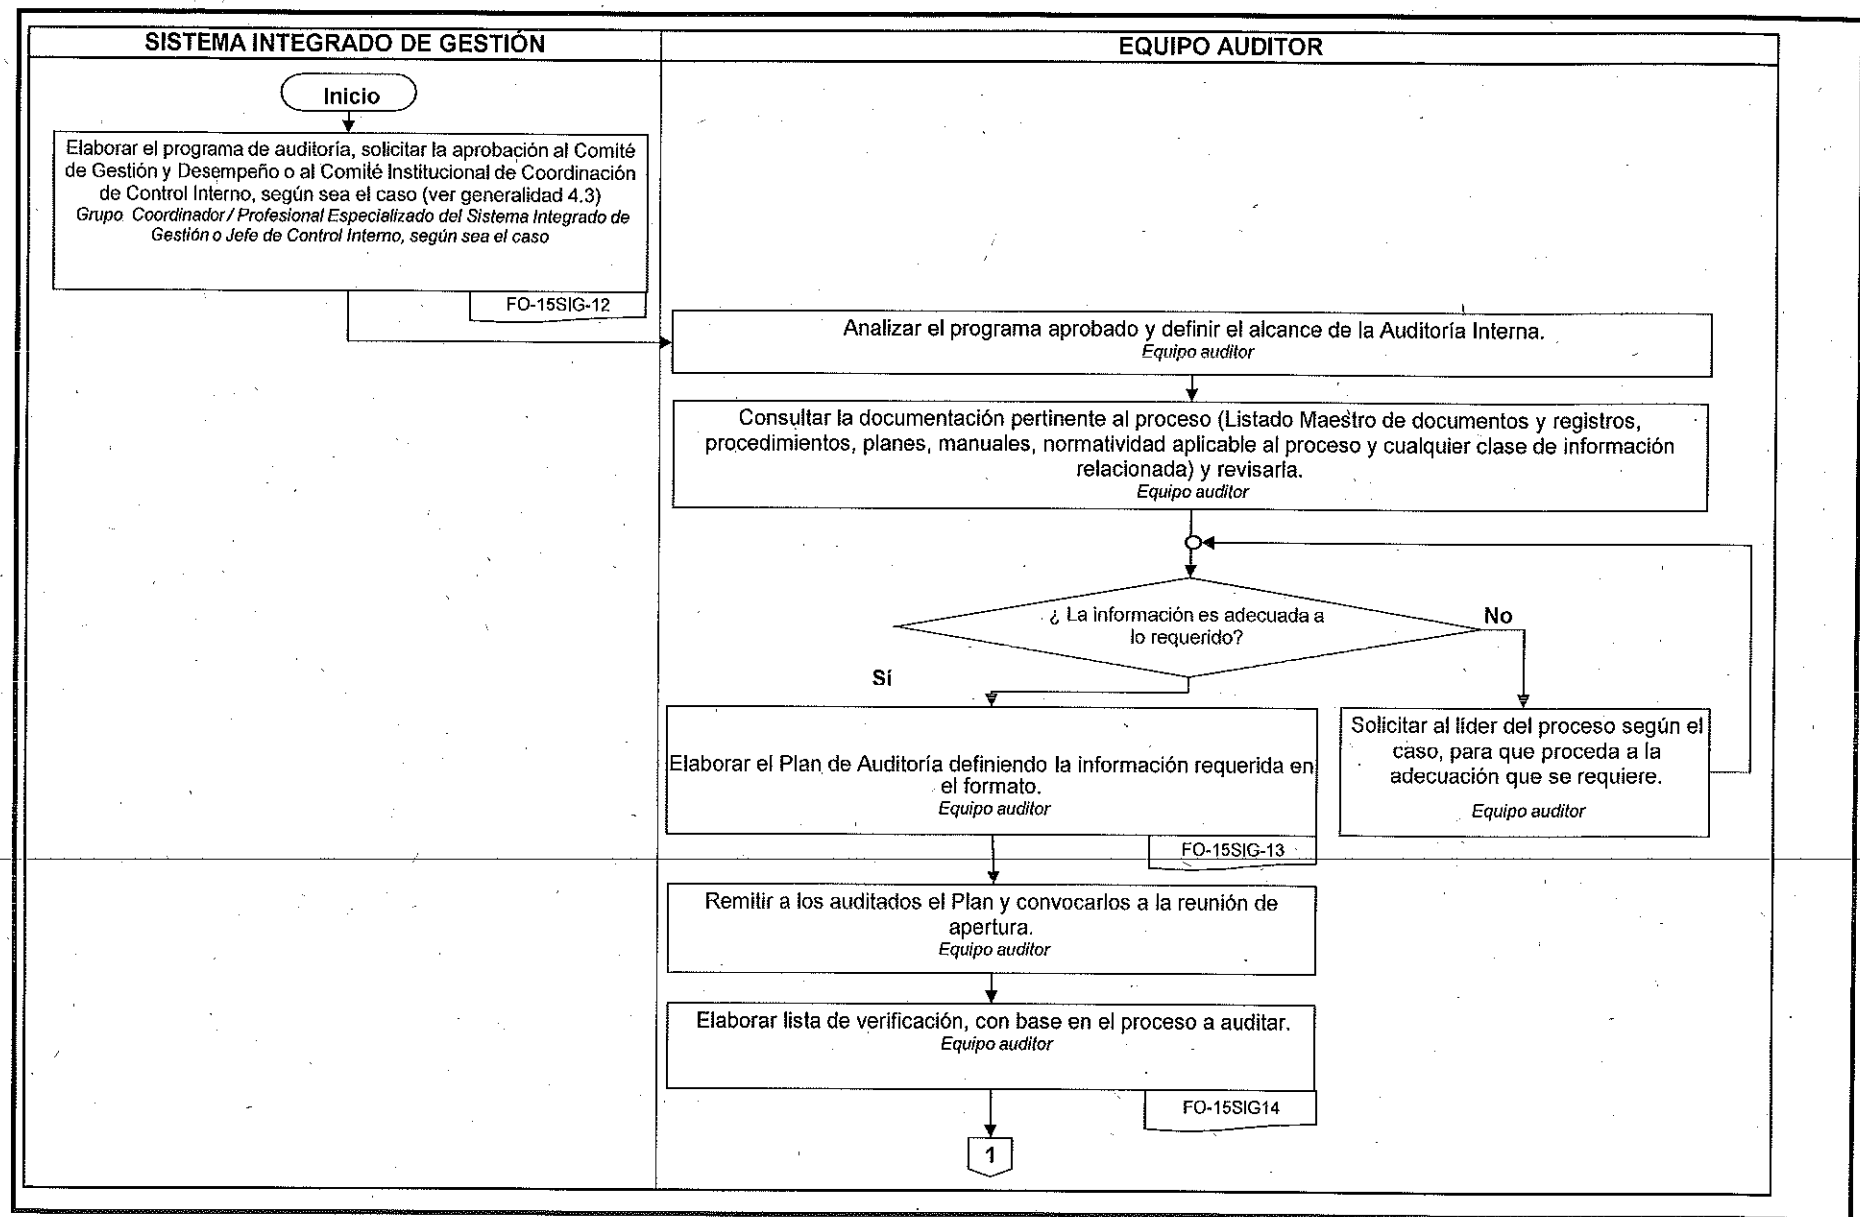 SISTEMA INTEGRADO DE GESTIÓN
EQUIPO AUDITOR
Inicio
Elaborar el programa de auditoría, solicitar la aprobación al Comité
de Gestión y Desempeño o al Comité Institucional de Coordinación
de Control Interno, según sea el caso (ver generalidad 4.3)
Grupo Coordinador / Profesional Especializado del Sistema Integrado de
Gestión o Jefe de Control Interno, según sea el caso
FO-15SIG-12
Analizar el programa aprobado y definir el alcance de la Auditoría Interna.
Equipo auditor
Consultar la documentación pertinente al proceso (Listado Maestro de documentos y registros,
procedimientos, planes, manuales, normatividad aplicable al proceso y cualquier clase de información
relacionada) y revisarla.
Equipo auditor
¿ La información es adecuada a
lo requerido?
No
Sí
Solicitar al líder del proceso según el
caso, para que proceda a la
adecuación que se requiere.
Equipo auditor
Elaborar el Plan de Auditoría definiendo la información requerida en
el formato.
Equipo auditor
FO-15SIG-13
Remitir a los auditados el Plan y convocarlos a la reunión de
apertura.
Equipo auditor
Elaborar lista de verificación, con base en el proceso a auditar.
Equipo auditor
FO-15SIG14
1